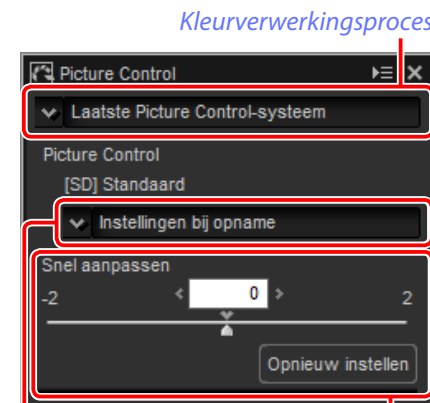 Kleurverwerkingsproces
Picture Control
Laatste Picture Control-systeem
Picture Control
[SD] Standaard
Instellingen bij opname
Snel aanpassen
-2 0 2
Opnieuw instellen